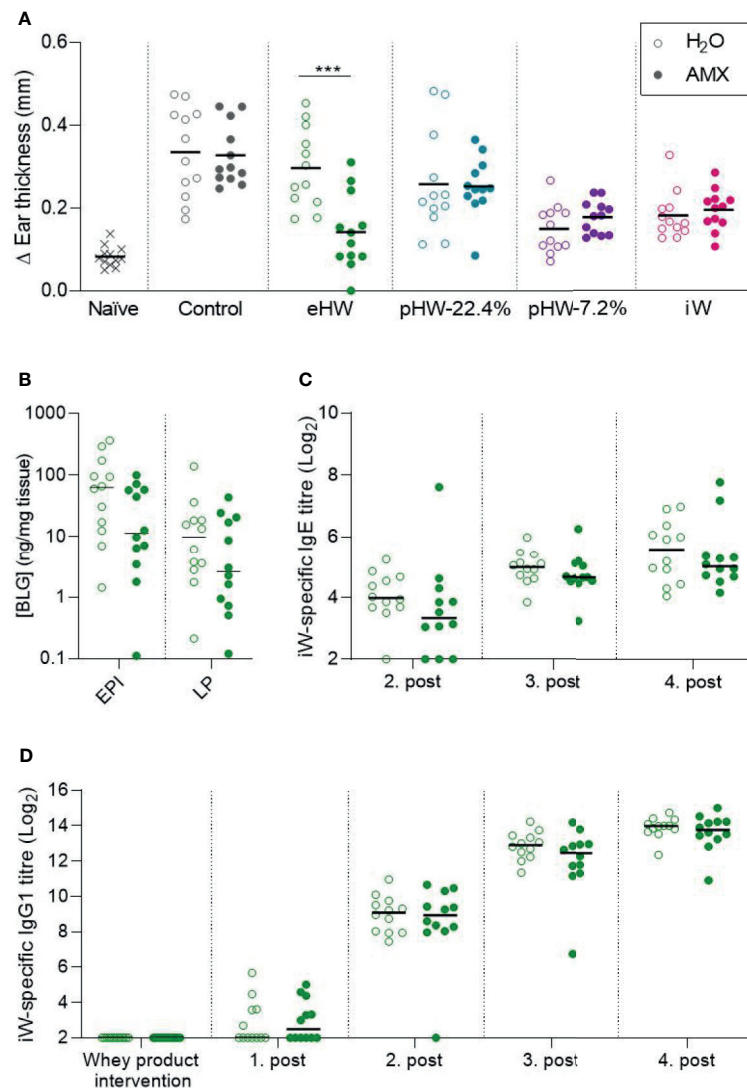 A
H₂O
AMX
Δ Ear thickness (mm)
0.6
0.4
0.2
0.0
***
Naïve
Control
eHW
pHW-22.4%
pHW-7.2%
iW
B
[BLG] (ng/mg tissue)
1000
100
10
1
0.1
EPI
LP
C
iW-specific IgE titre (Log₂)
10
8
6
4
2
2. post
3. post
4. post
D
iW-specific IgG1 titre (Log₂)
16
14
12
10
8
6
4
2
Whey product
intervention
1. post
2. post
3. post
4. post